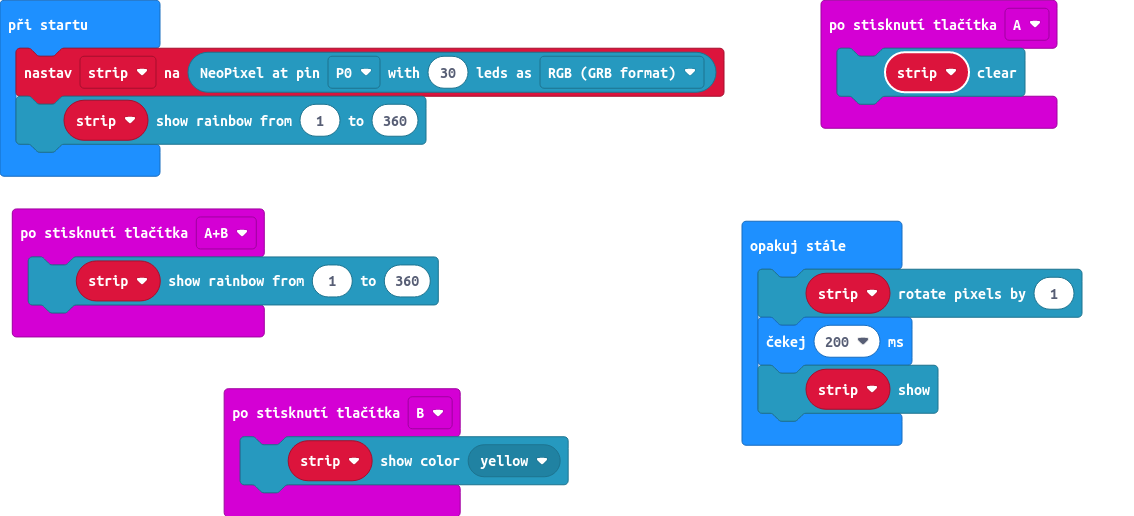 při startu
nastav strip na NeoPixel at pin P0 with 30 leds as RGB (GRB format)
strip show rainbow from 1 to 360
po stisknutí tlačítka A
strip clear
po stisknutí tlačítka A+B
strip show rainbow from 1 to 360
opakuj stále
strip rotate pixels by 1
čekej 200 ms
strip show
po stisknutí tlačítka B
strip show color yellow